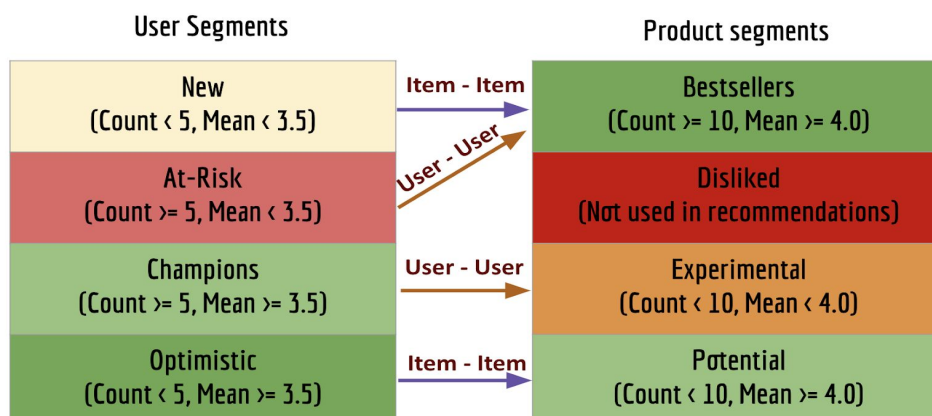 User Segments
Product segments
New
(Count < 5, Mean < 3.5)
Item - Item
Bestsellers
(Count >= 10, Mean >= 4.0)
At-Risk
(Count >= 5, Mean < 3.5)
User - User
Disliked
(Not used in recommendations)
Champions
(Count >= 5, Mean >= 3.5)
User - User
Experimental
(Count < 10, Mean < 4.0)
Optimistic
(Count < 5, Mean >= 3.5)
Item - Item
Potential
(Count < 10, Mean >= 4.0)